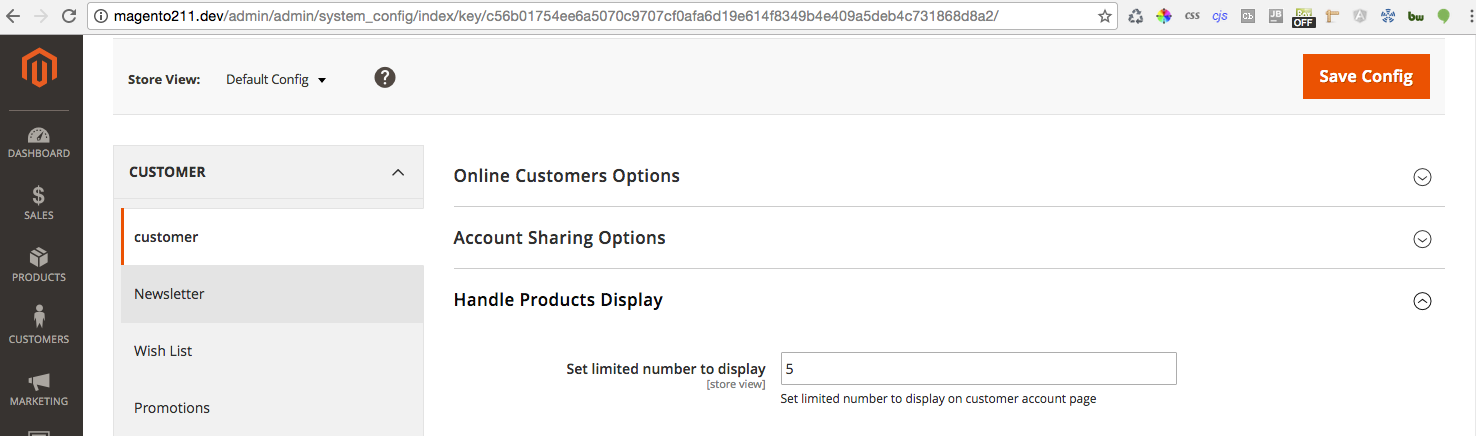 magento211.dev/admin/admin/system_config/index/key/c56b01754ee6a5070c9707cf0afa6d19e614f8349b4e409a5deb4c731868d8a2/
CSS cjs Cb JB OFF bw
Store View: Default Config ? Save Config
DASHBOARD
$
SALES
PRODUCTS
CUSTOMERS
MARKETING
CUSTOMER
customer
Newsletter
Wish List
Promotions
Online Customers Options
Account Sharing Options
Handle Products Display
Set limited number to display 5
[store view]
Set limited number to display on customer account page